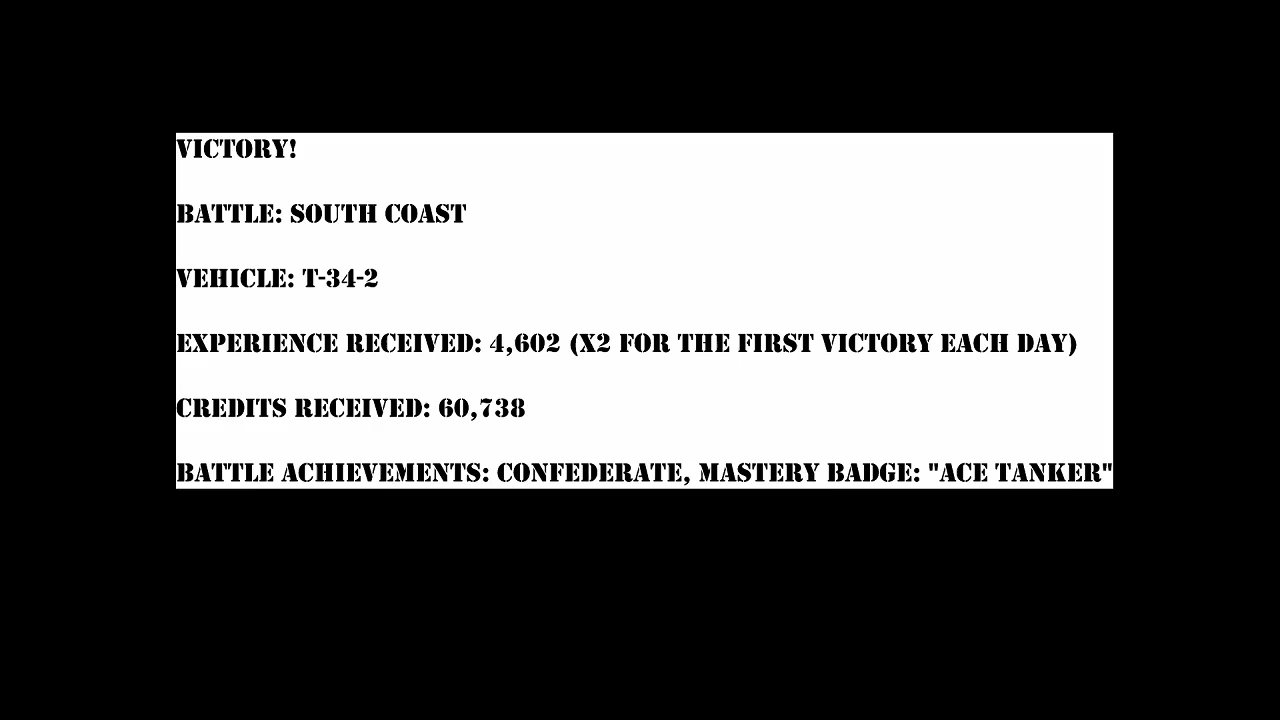 VICTORY!
BATTLE: SOUTH COAST
VEHICLE: T-34-2
EXPERIENCE RECEIVED: 4,602 (X2 FOR THE FIRST VICTORY EACH DAY)
CREDITS RECEIVED: 60,738
BATTLE ACHIEVEMENTS: CONFEDERATE, MASTERY BADGE: "ACE TANKER"